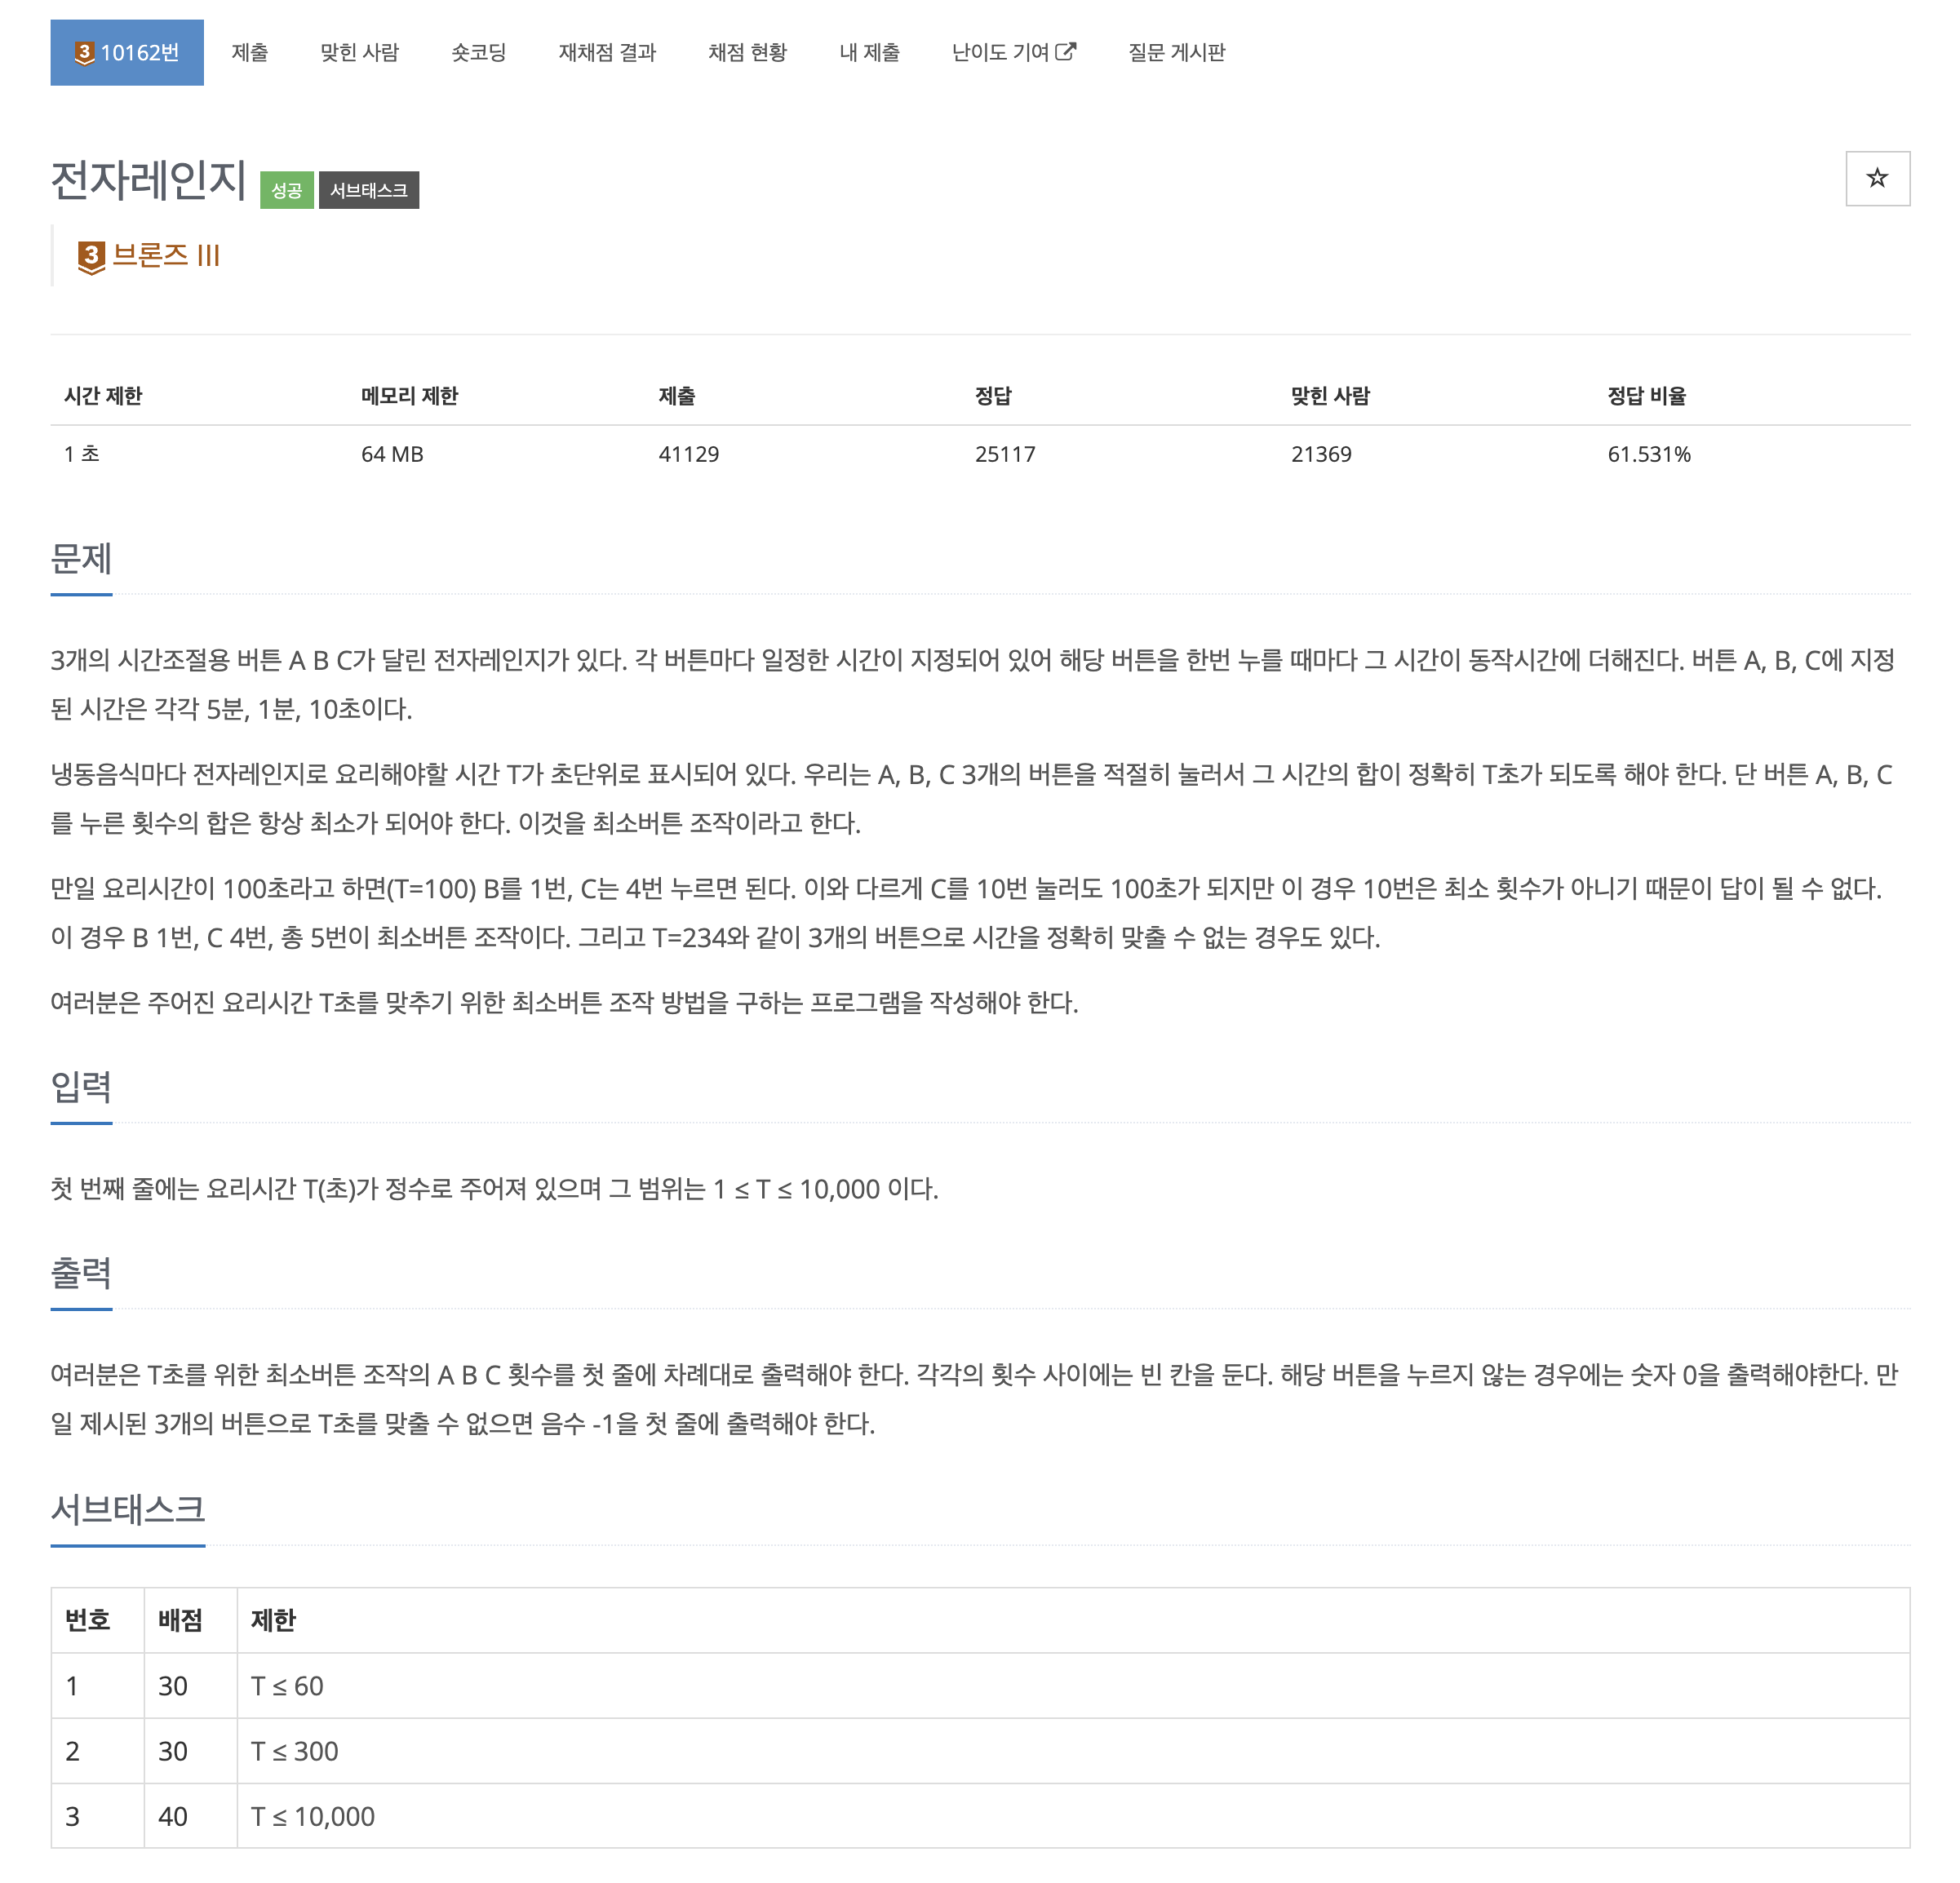 3 10162번 제출 맞힌 사람 숏코딩 재채점 결과 채점 현황 내 제출 난이도 기여 질문 게시판
전자레인지 성공 서브태스크
3 브론즈 III
시간 제한 메모리 제한 제출 정답 맞힌 사람 정답 비율
1 초 64 MB 41129 25117 21369 61.531%
문제
3개의 시간조절용 버튼 A B C가 달린 전자레인지가 있다. 각 버튼마다 일정한 시간이 지정되어 있어 해당 버튼을 한번 누를 때마다 그 시간이 동작시간에 더해진다. 버튼 A, B, C에 지정
된 시간은 각각 5분, 1분, 10초이다.
냉동음식마다 전자레인지로 요리해야할 시간 T가 초단위로 표시되어 있다. 우리는 A, B, C 3개의 버튼을 적절히 눌러서 그 시간의 합이 정확히 T초가 되도록 해야 한다. 단 버튼 A, B, C
를 누른 횟수의 합은 항상 최소가 되어야 한다. 이것을 최소버튼 조작이라고 한다.
만일 요리시간이 100초라고 하면(T=100) B를 1번, C는 4번 누르면 된다. 이와 다르게 C를 10번 눌러도 100초가 되지만 이 경우 10번은 최소 횟수가 아니기 때문이 답이 될 수 없다.
이 경우 B 1번, C 4번, 총 5번이 최소버튼 조작이다. 그리고 T=234와 같이 3개의 버튼으로 시간을 정확히 맞출 수 없는 경우도 있다.
여러분은 주어진 요리시간 T초를 맞추기 위한 최소버튼 조작 방법을 구하는 프로그램을 작성해야 한다.
입력
첫 번째 줄에는 요리시간 T(초)가 정수로 주어져 있으며 그 범위는 1 ≤ T ≤ 10,000 이다.
출력
여러분은 T초를 위한 최소버튼 조작의 A B C 횟수를 첫 줄에 차례대로 출력해야 한다. 각각의 횟수 사이에는 빈 칸을 둔다. 해당 버튼을 누르지 않는 경우에는 숫자 0을 출력해야한다. 만
일 제시된 3개의 버튼으로 T초를 맞출 수 없으면 음수 -1을 첫 줄에 출력해야 한다.
서브태스크
번호 배점 제한
1 30 T ≤ 60
2 30 T ≤ 300
3 40 T ≤ 10,000